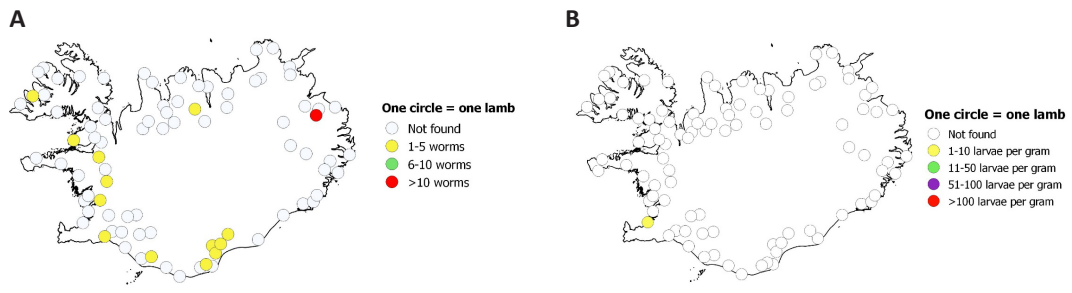 A
One circle = one lamb
Not found
1-5 worms
6-10 worms
>10 worms
B
One circle = one lamb
Not found
1-10 larvae per gram
11-50 larvae per gram
51-100 larvae per gram
>100 larvae per gram